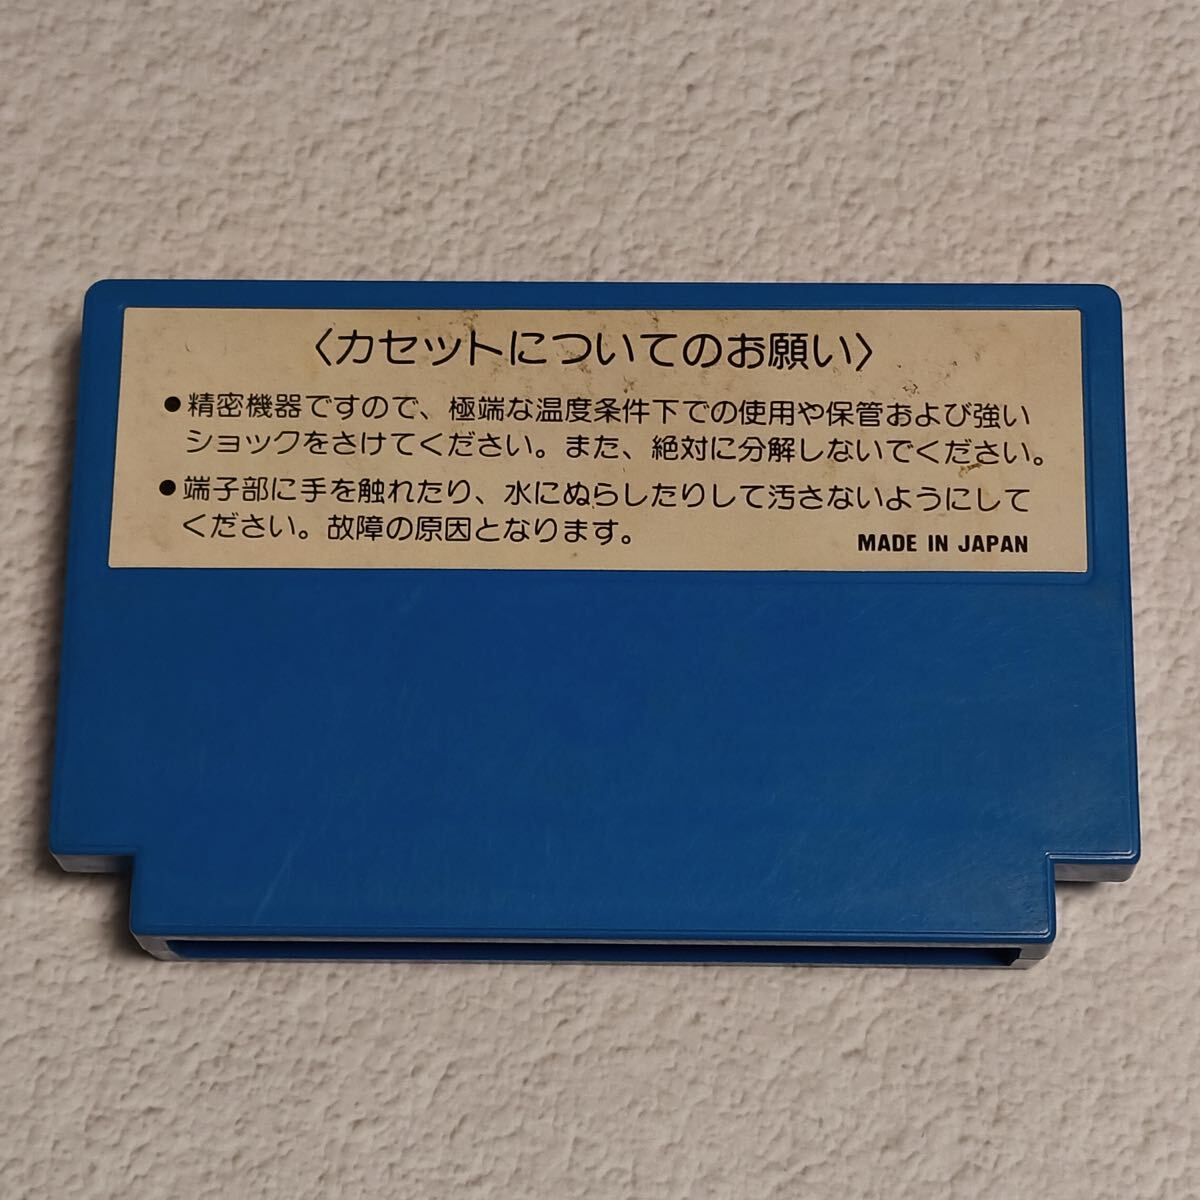 〈カセットについてのお願い〉
●精密機器ですので、極端な温度条件下での使用や保管および強い
ショックをさけてください。また、絶対に分解しないでください。
●端子部に手を触れたり、水にぬらしたりして汚さないようにして
ください。故障の原因となります。
MADE IN JAPAN